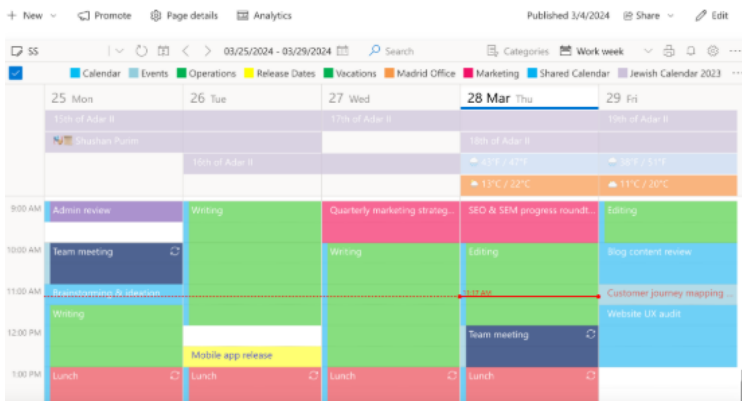 + New Promote Page details Analytics Published 3/4/2024 Share Edit
SS 03/25/2024 - 03/29/2024 Search Categories Work week
Calendar Events Operations Release Dates Vacations Madrid Office Marketing Shared Calendar Jewish Calendar 2023
25 Mon 26 Tue 27 Wed 28 Mar Thu 29 Fri
15th of Adar II 17th of Adar II 19th of Adar II
Shushan Purim 18th of Adar II
16th of Adar II 45°F / 47°F 38°F / 51°F
13°C / 22°C 11°C / 20°C
9:00 AM Admin review Writing Quarterly marketing strateg... SEO & SEM progress roundt... Editing
10:00 AM Team meeting Writing Editing Blog content review
11:00 AM Brainstorming & ideation 11:17 AM Customer journey mapping ...
Writing Website UX audit
12:00 PM Team meeting
Mobile app release
1:00 PM Lunch Lunch Lunch Lunch